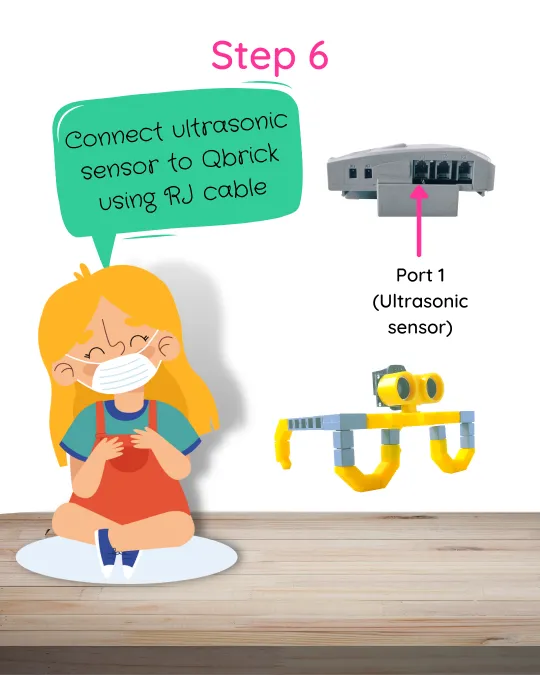 Step 6
Connect ultrasonic
sensor to Qbrick
using RJ cable
Port 1
(Ultrasonic
sensor)